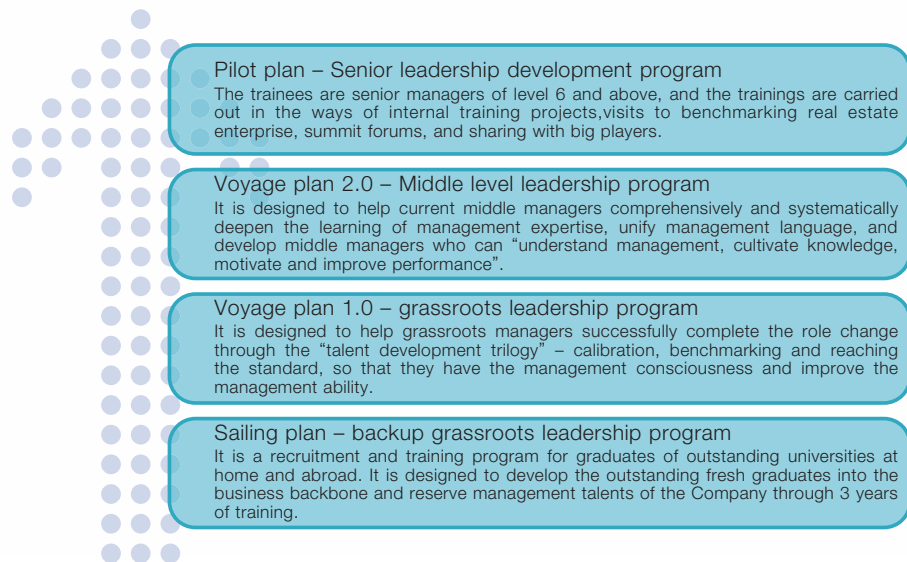 Pilot plan – Senior leadership development program
The trainees are senior managers of level 6 and above, and the trainings are carried
out in the ways of internal training projects,visits to benchmarking real estate
enterprise, summit forums, and sharing with big players.
Voyage plan 2.0 – Middle level leadership program
It is designed to help current middle managers comprehensively and systematically
deepen the learning of management expertise, unify management language, and
develop middle managers who can “understand management, cultivate knowledge,
motivate and improve performance”.
Voyage plan 1.0 – grassroots leadership program
It is designed to help grassroots managers successfully complete the role change
through the “talent development trilogy” – calibration, benchmarking and reaching
the standard, so that they have the management consciousness and improve the
management ability.
Sailing plan – backup grassroots leadership program
It is a recruitment and training program for graduates of outstanding universities at
home and abroad. It is designed to develop the outstanding fresh graduates into the
business backbone and reserve management talents of the Company through 3 years
of training.